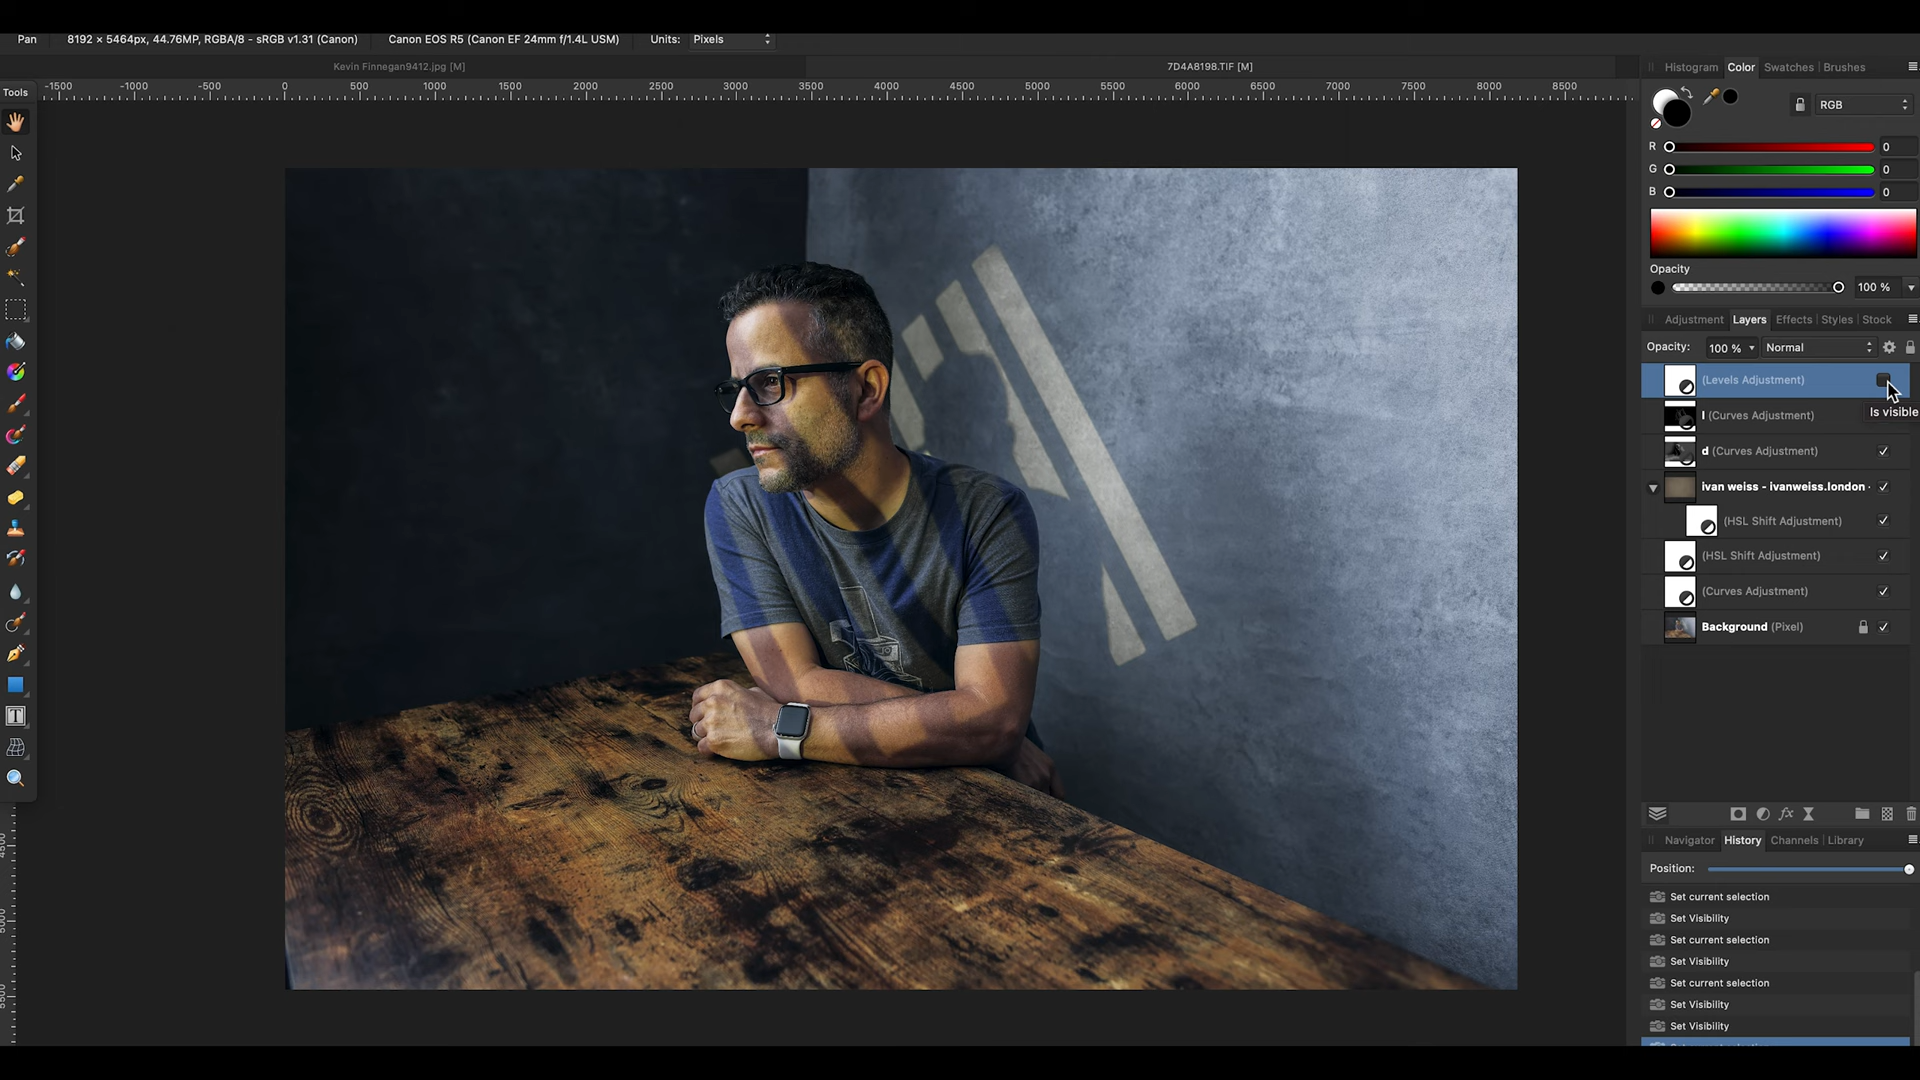 Pan 8192 × 5464px, 44.76MP, RGBA/8 - sRGB v1.31 (Canon) Canon EOS R5 (Canon EF 24mm f/1.4L USM) Units: Pixels
Kevin Finnegan9412.jpg [M] 7D4A8198.TIF [M]
Histogram Color Swatches Brushes
Tools
-1500 -1000 -500 0 500 1000 1500 2000 2500 3000 3500 4000 4500 5000 5500 6000 6500 7000 7500 8000 8500
RGB
R 0
G 0
B 0
Opacity
100 %
Adjustment Layers Effects Styles Stock
Opacity: 100 % Normal
(Levels Adjustment)
Is visible
l (Curves Adjustment)
d (Curves Adjustment)
ivan weiss - ivanweiss.london
(HSL Shift Adjustment)
(HSL Shift Adjustment)
(Curves Adjustment)
Background (Pixel)
fx
Navigator History Channels Library
Position:
Set current selection
Set Visibility
Set current selection
Set Visibility
Set current selection
Set Visibility
Set Visibility
T
4500
5000
5500